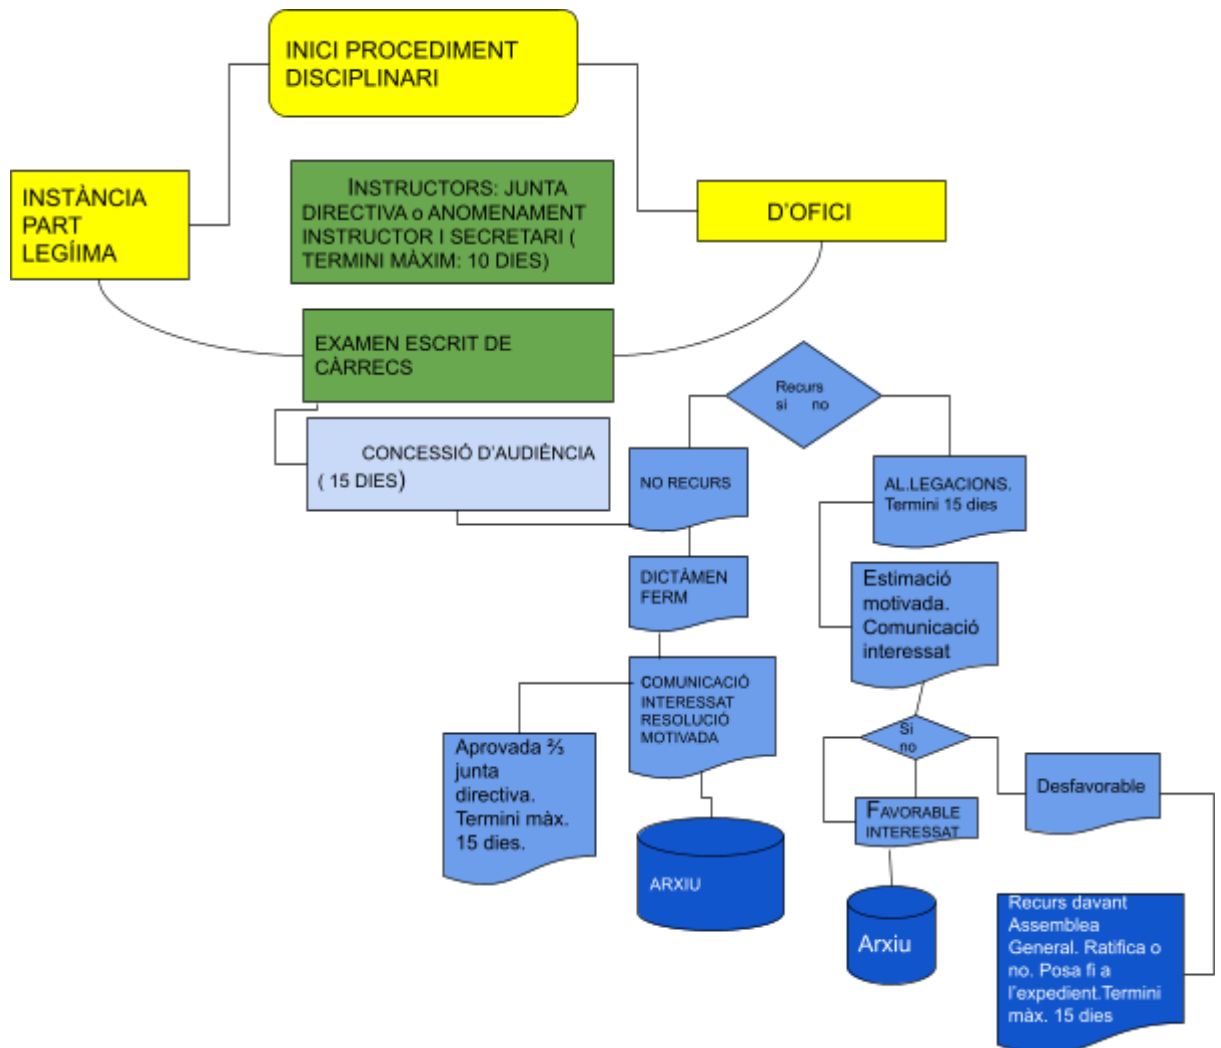 INICI PROCEDIMENT
DISCIPLINARI
INSTÀNCIA
PART
LEGÍIMA
INSTRUCTORS: JUNTA
DIRECTIVA o ANOMENAMENT
INSTRUCTOR I SECRETARI (
TERMINI MÀXIM: 10 DIES)
D'OFICI
EXAMEN ESCRIT DE
CÀRRECS
Recurs
si no
CONCESSIÓ D'AUDIÈNCIA
( 15 DIES)
NO RECURS
AL.LEGACIONS.
Termini 15 dies
DICTÀMEN
FERM
Estimació
motivada.
Comunicació
interessat
COMUNICACIÓ
INTERESSAT
RESOLUCIÓ
MOTIVADA
Aprovada ⅔
junta
directiva.
Termini màx.
15 dies.
Si
no
FAVORABLE
INTERESSAT
Desfavorable
ARXIU
Arxiu
Recurs davant
Assemblea
General. Ratifica o
no. Posa fi a
l'expedient.Termini
màx. 15 dies